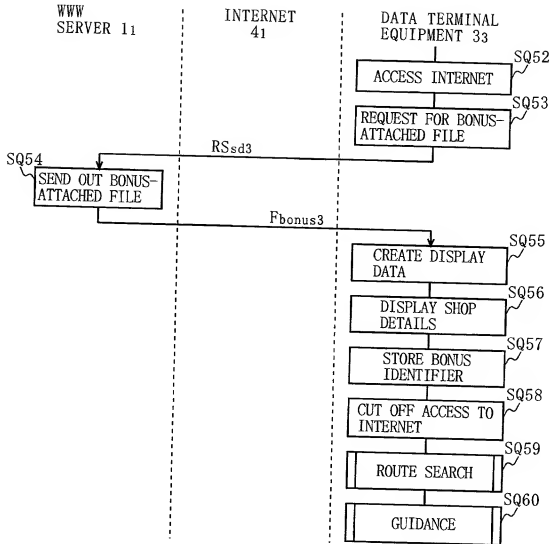 WWW
SERVER 11
INTERNET
41
DATA TERMINAL
EQUIPMENT 33
SQ52
ACCESS INTERNET
SQ53
REQUEST FOR BONUS-
ATTACHED FILE
RSsd3
SQ54
SEND OUT BONUS-
ATTACHED FILE
Fbonus3
SQ55
CREATE DISPLAY
DATA
SQ56
DISPLAY SHOP
DETAILS
SQ57
STORE BONUS
IDENTIFIER
SQ58
CUT OFF ACCESS TO
INTERNET
SQ59
ROUTE SEARCH
SQ60
GUIDANCE